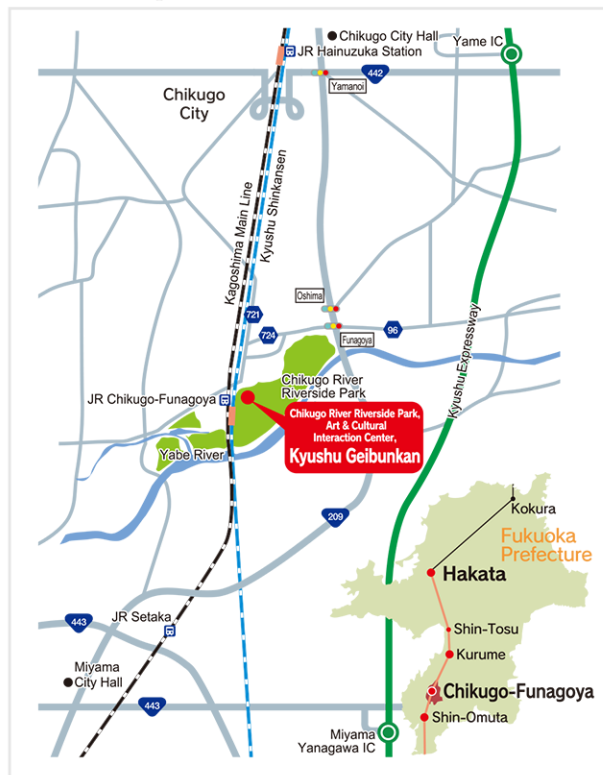 Chikugo City Hall
JR Hainuzuka Station
Yame IC
442
Yamanoi
Chikugo
City
Kagoshima Main Line
Kyushu Shinkansen
Kyushu Expressway
Oshima
721
724
96
Funagoya
Chikugo River
Riverside Park
JR Chikugo-Funagoya
Chikugo River Riverside Park,
Art & Cultural
Interaction Center,
Kyushu Geibunkan
Yabe River
209
443
JR Setaka
Miyama
City Hall
443
Miyama
Yanagawa IC
Kokura
Fukuoka
Prefecture
Hakata
Shin-Tosu
Kurume
Chikugo-Funagoya
Shin-Omuta